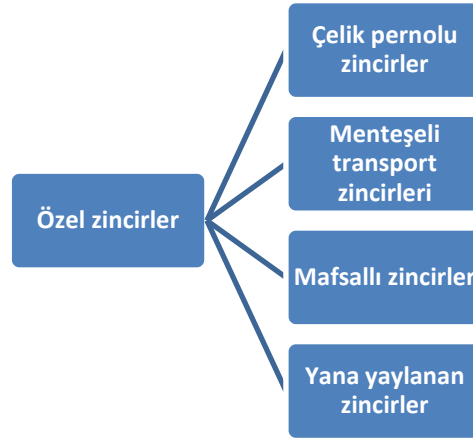 Özel zincirler
Çelik pernolu
zincirler
Menteşeli
transport
zincirleri
Mafsallı zincirler
Yana yaylanan
zincirler